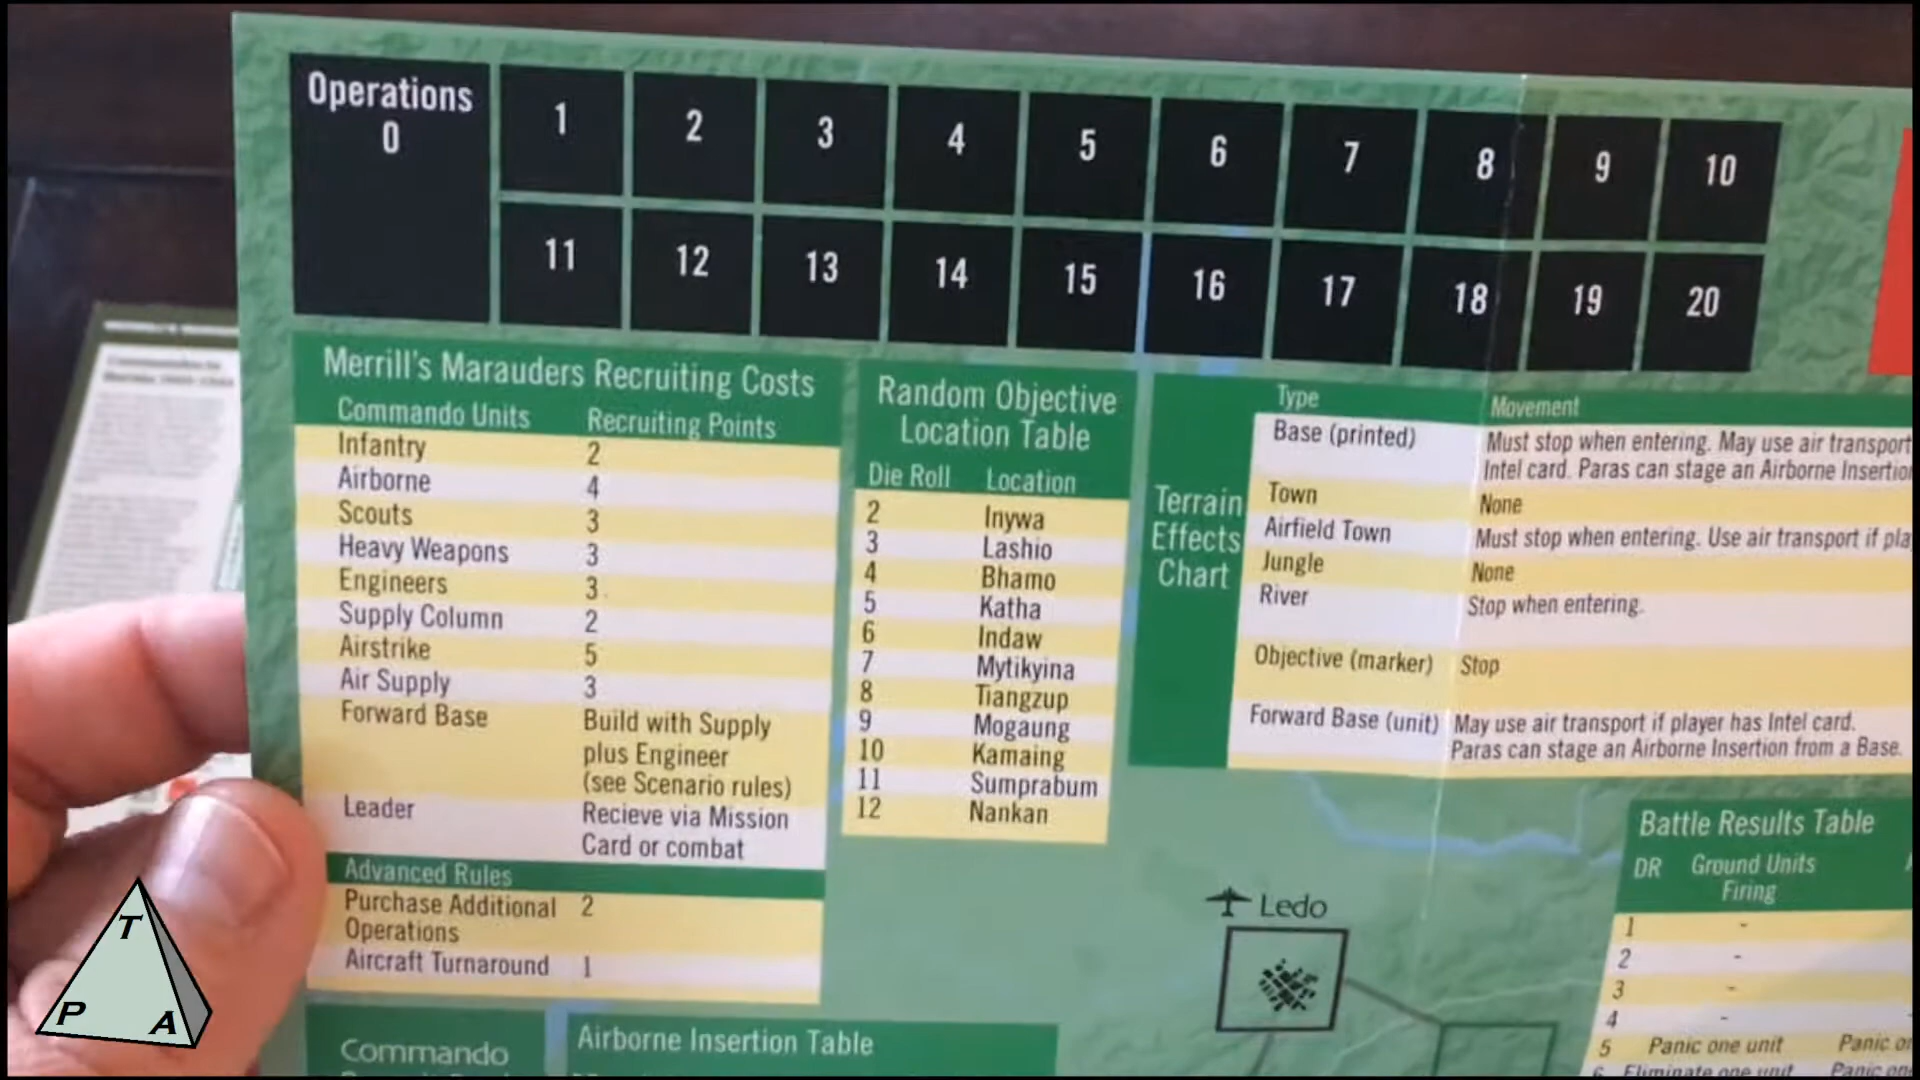 Operations
0
1 2 3 4 5 6 7 8 9 10
11 12 13 14 15 16 17 18 19 20
Merrill's Marauders Recruiting Costs
Commando Units Recruiting Points
Infantry 2
Airborne 4
Scouts 3
Heavy Weapons 3
Engineers 3
Supply Column 2
Airstrike 5
Air Supply 3
Forward Base Build with Supply
plus Engineer
(see Scenario rules)
Leader Recieve via Mission
Card or combat
Advanced Rules
Purchase Additional 2
Operations
Aircraft Turnaround 1
Random Objective
Location Table
Die Roll Location
2 Inywa
3 Lashio
4 Bhamo
5 Katha
6 Indaw
7 Mytikyina
8 Tiangzup
9 Mogaung
10 Kamaing
11 Sumprabum
12 Nankan
Terrain
Effects
Chart
Type Movement
Base (printed) Must stop when entering. May use air transport
Intel card. Paras can stage an Airborne Insertio
Town None
Airfield Town Must stop when entering. Use air transport if pla
Jungle None
River Stop when entering.
Objective (marker) Stop
Forward Base (unit) May use air transport if player has Intel card.
Paras can stage an Airborne Insertion from a Base.
Ledo
Battle Results Table
DR Ground Units
Firing
1 -
2 -
3 -
4 -
5 Panic one unit Panic o
6 Eliminate one unit Panic on
Commando
Airborne Insertion Table
T
P A